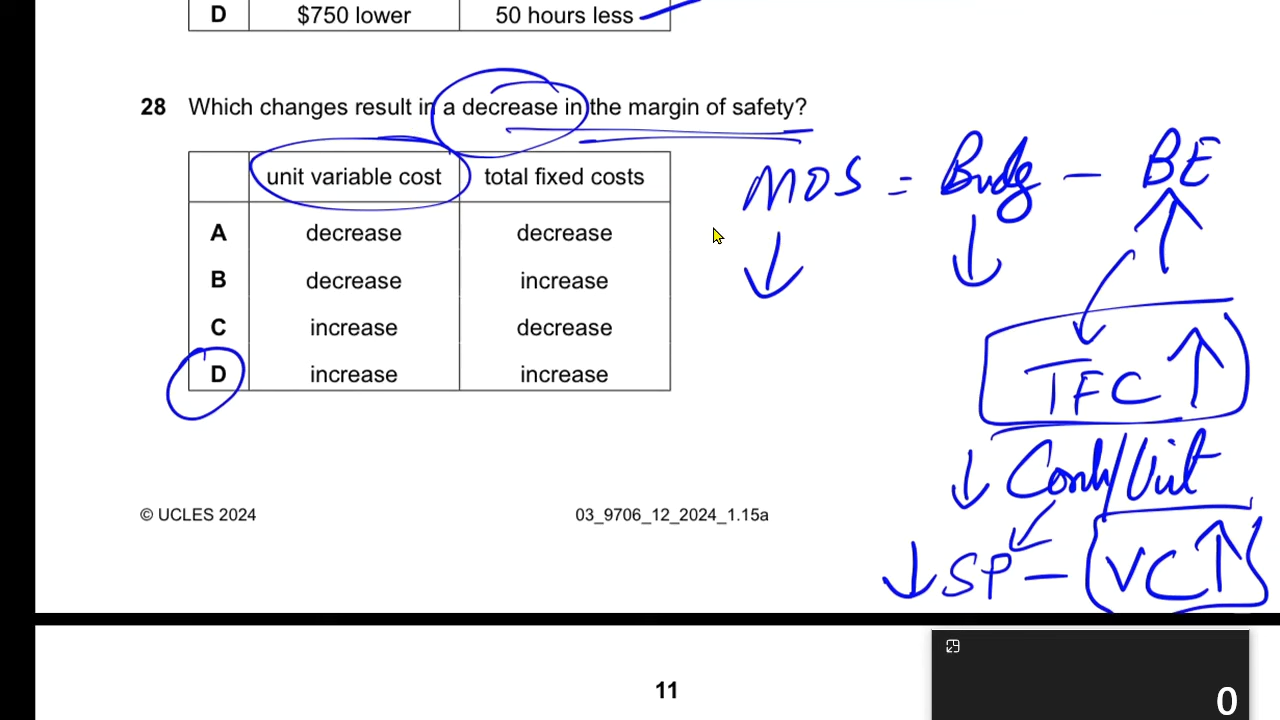 D $750 lower 50 hours less
28 Which changes result in a decrease in the margin of safety?
unit variable cost total fixed costs
A decrease decrease
B decrease increase
C increase decrease
D increase increase
MOS = Budg - BE
TFC
Cont/Unit
SP - VC
© UCLES 2024 03_9706_12_2024_1.15a
11
0